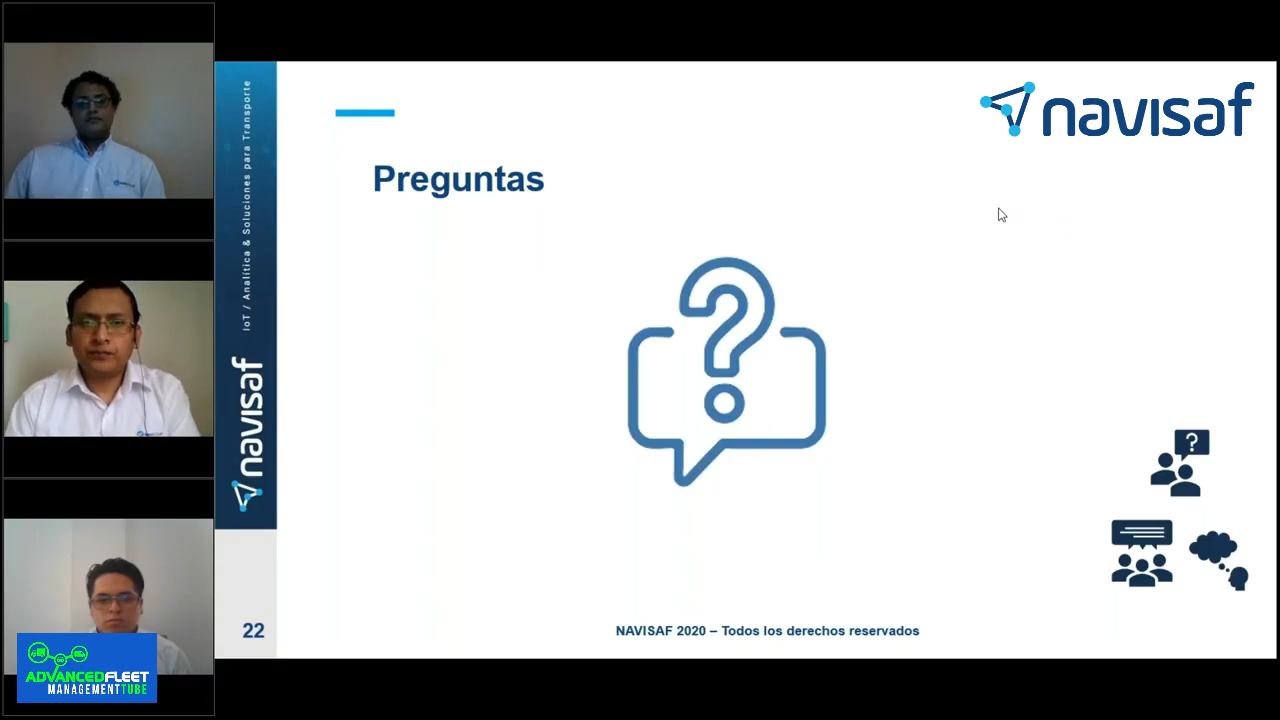 IoT / Analítica & Soluciones para Transporte
navisaf
navisaf
Preguntas
?
22
NAVISAF 2020 – Todos los derechos reservados
ADVANCEDFLEET
MANAGEMENTTUBE